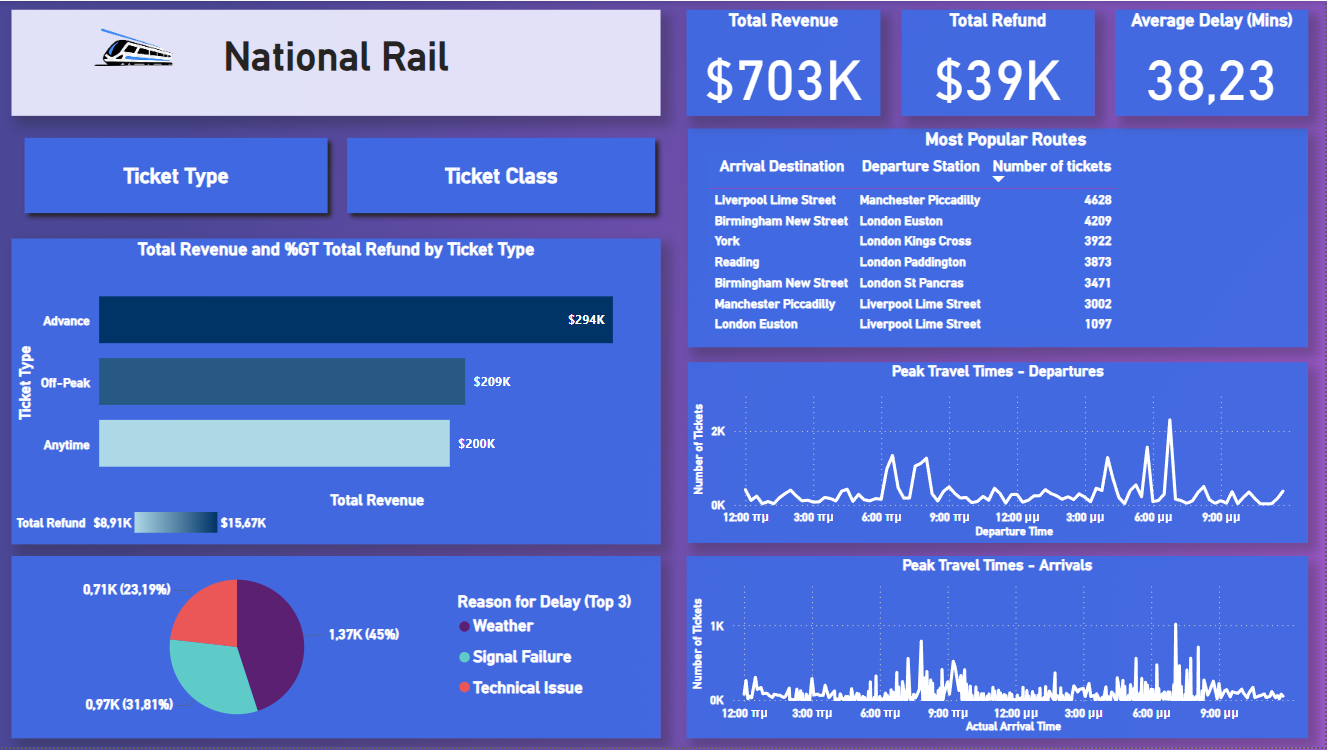 National Rail
Total Revenue
$703K
Total Refund
$39K
Average Delay (Mins)
38,23
Ticket Type
Ticket Class
Total Revenue and %GT Total Refund by Ticket Type
Ticket Type
Advance
$294K
Off-Peak
$209K
Anytime
$200K
Total Revenue
Total Refund $8,91K $15,67K
0,71K (23,19%)
1,37K (45%)
0,97K (31,81%)
Reason for Delay (Top 3)
Weather
Signal Failure
Technical Issue
Most Popular Routes
Arrival Destination Departure Station Number of tickets
Liverpool Lime Street Manchester Piccadilly 4628
Birmingham New Street London Euston 4209
York London Kings Cross 3922
Reading London Paddington 3873
Birmingham New Street London St Pancras 3471
Manchester Piccadilly Liverpool Lime Street 3002
London Euston Liverpool Lime Street 1097
Peak Travel Times - Departures
Number of Tickets
2K
0K
12:00 πμ 3:00 πμ 6:00 πμ 9:00 πμ 12:00 μμ 3:00 μμ 6:00 μμ 9:00 μμ
Departure Time
Peak Travel Times - Arrivals
Number of Tickets
1K
0K
12:00 πμ 3:00 πμ 6:00 πμ 9:00 πμ 12:00 μμ 3:00 μμ 6:00 μμ 9:00 μμ
Actual Arrival Time